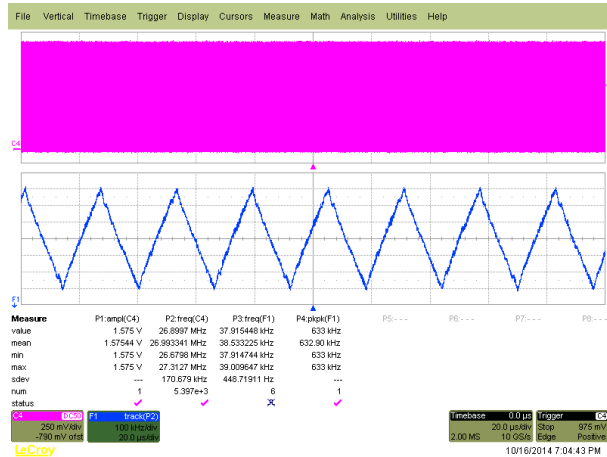 File Vertical Timebase Trigger Display Cursors Measure Math Analysis Utilities Help
C4
F1
Measure P1:ampl(C4) P2:freq(C4) P3:freq(F1) P4:pkpk(F1) P5:- - - P6:- - - P7:- - - P8:- - -
value 1.575 V 26.8997 MHz 37.915448 kHz 633 kHz
mean 1.57544 V 26.993341 MHz 38.533225 kHz 632.90 kHz
min 1.575 V 26.6798 MHz 37.914744 kHz 633 kHz
max 1.575 V 27.3127 MHz 39.009647 kHz 633 kHz
sdev --- 170.679 kHz 448.71911 Hz ---
num 1 5.397e+3 6 1
status
C4 DC50 F1 track(P2) Timebase 0.0 µs Trigger C4
250 mV/div 100 kHz/div 20.0 µs/div Stop 975 mV
-790 mV ofst 20.0 µs/div 2.00 MS 10 GS/s Edge Positive
LeCroy 10/16/2014 7:04:43 PM